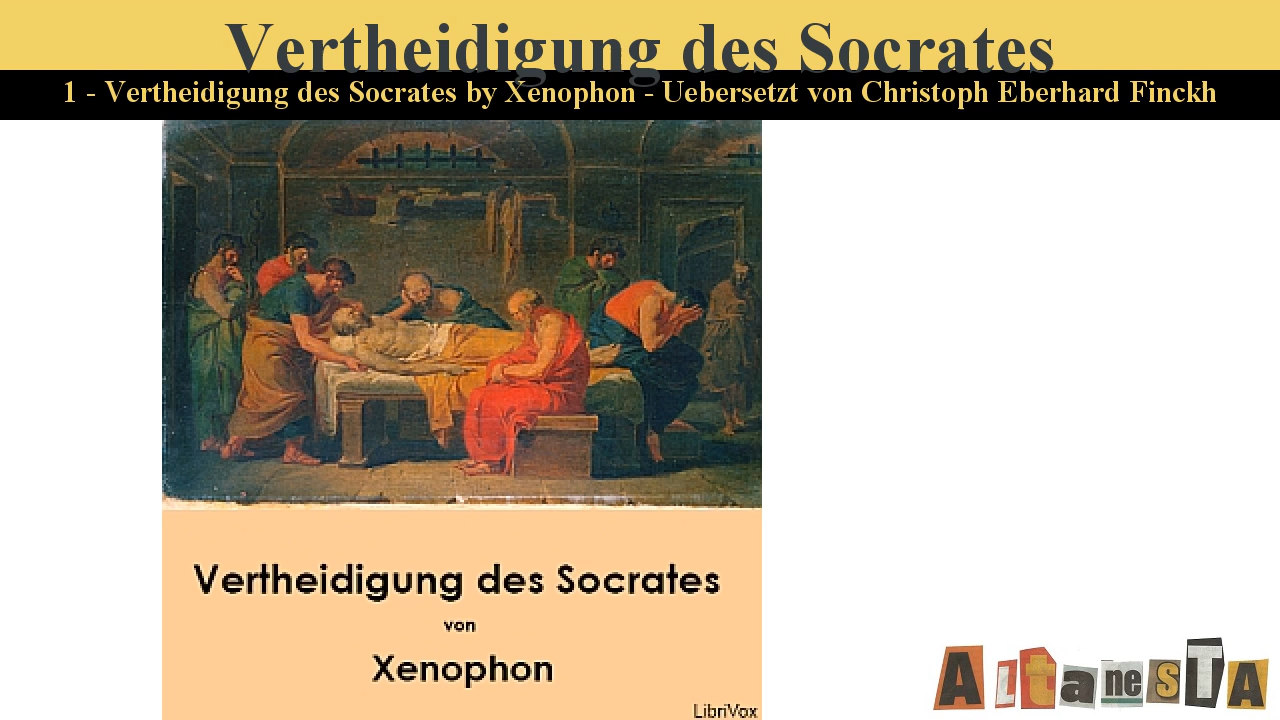 Vertheidigung des Socrates
1 - Vertheidigung des Socrates by Xenophon - Uebersetzt von Christoph Eberhard Finckh
Vertheidigung des Socrates
von
Xenophon
LibriVox
AltanesTA